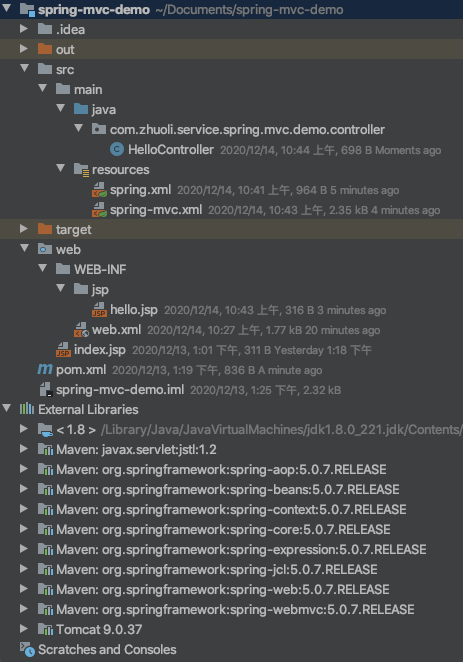 spring-mvc-demo ~/Documents/spring-mvc-demo
.idea
out
src
main
java
com.zhuoli.service.spring.mvc.demo.controller
HelloController 2020/12/14, 10:44 上午, 698 B Moments ago
resources
spring.xml 2020/12/14, 10:41 上午, 964 B 5 minutes ago
spring-mvc.xml 2020/12/14, 10:43 上午, 2.35 kB 4 minutes ago
target
web
WEB-INF
jsp
hello.jsp 2020/12/14, 10:43 上午, 316 B 3 minutes ago
web.xml 2020/12/14, 10:27 上午, 1.77 kB 20 minutes ago
index.jsp 2020/12/13, 1:01 下午, 311 B Yesterday 1:18 下午
pom.xml 2020/12/13, 1:19 下午, 836 B A minute ago
spring-mvc-demo.iml 2020/12/13, 1:25 下午, 2.32 kB
External Libraries
< 1.8 > /Library/Java/JavaVirtualMachines/jdk1.8.0_221.jdk/Contents/
Maven: javax.servlet:jstl:1.2
Maven: org.springframework:spring-aop:5.0.7.RELEASE
Maven: org.springframework:spring-beans:5.0.7.RELEASE
Maven: org.springframework:spring-context:5.0.7.RELEASE
Maven: org.springframework:spring-core:5.0.7.RELEASE
Maven: org.springframework:spring-expression:5.0.7.RELEASE
Maven: org.springframework:spring-jcl:5.0.7.RELEASE
Maven: org.springframework:spring-web:5.0.7.RELEASE
Maven: org.springframework:spring-webmvc:5.0.7.RELEASE
Tomcat 9.0.37
Scratches and Consoles